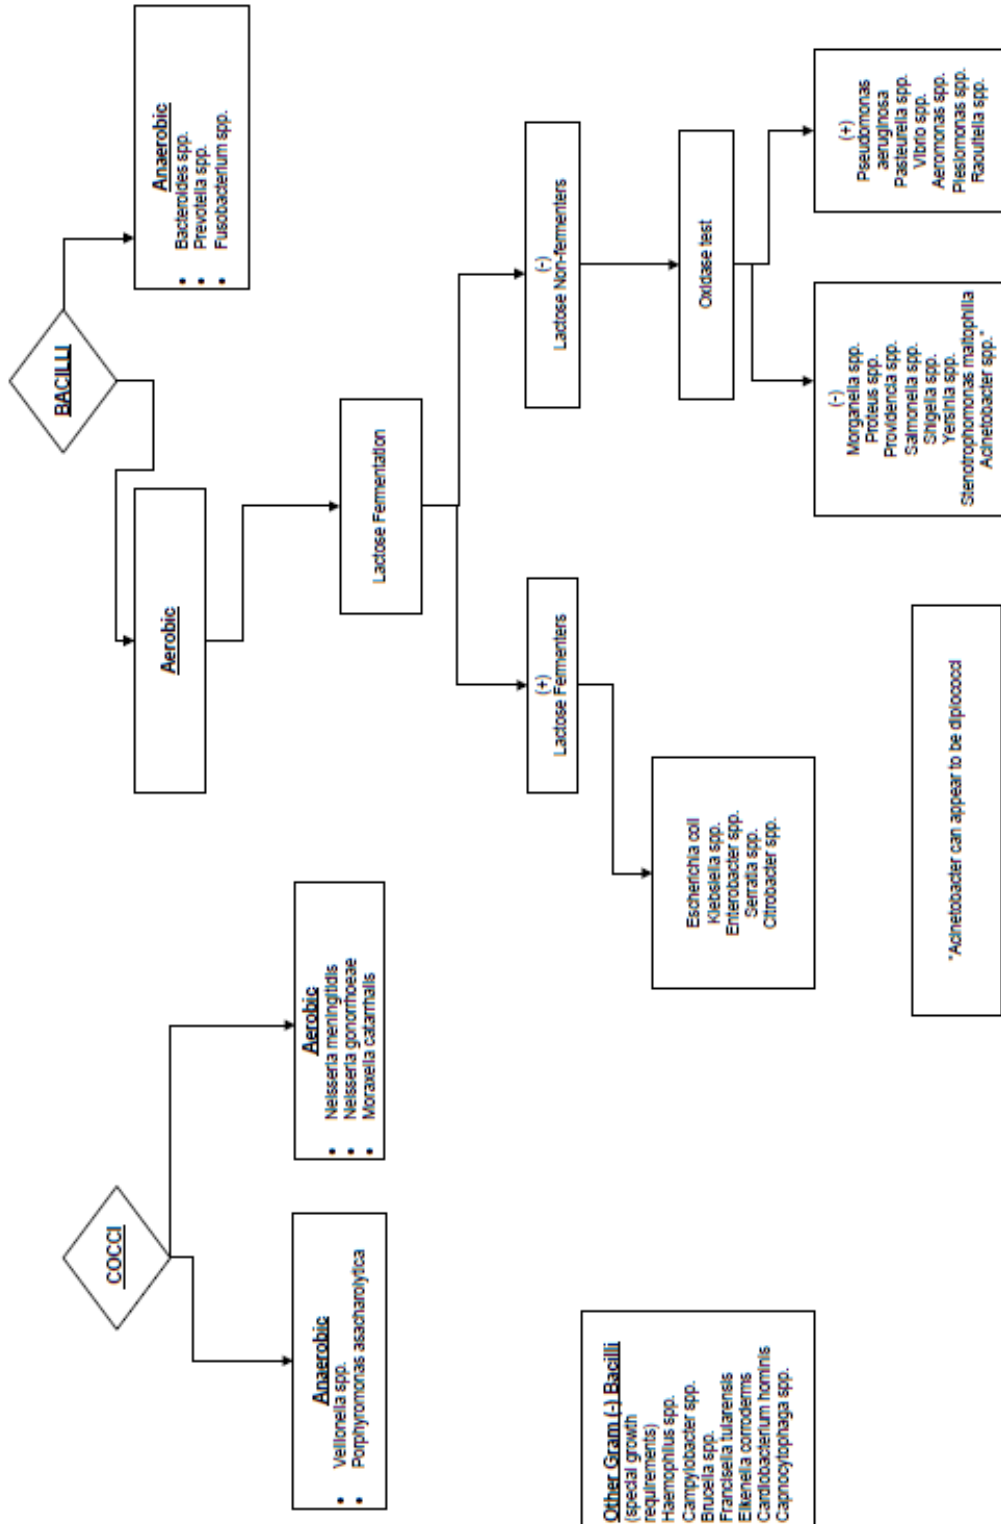 COCCI
Anaerobic
• Veillonella spp.
• Porphyromonas asacharolytica
Aerobic
• Neisseria meningitidis
• Neisseria gonorrhoeae
• Moraxella catarrhalis
BACILLI
Aerobic
Anaerobic
• Bacteroides spp.
• Prevotella spp.
• Fusobacterium spp.
Lactose Fermentation
(+)
Lactose Fermenters
(-)
Lactose Non-fermenters
Escherichia coli
Klebsiella spp.
Enterobacter spp.
Serratia spp.
Citrobacter spp.
Oxidase test
(-)
Morganella spp.
Proteus spp.
Providencia spp.
Salmonella spp.
Shigella spp.
Yersinia spp.
Stenotrophomonas maltophilia
Acinetobacter spp.*
(+)
Pseudomonas
aeruginosa
Pasteurella spp.
Vibrio spp.
Aeromonas spp.
Plesiomonas spp.
Raoultella spp.
Other Gram (-) Bacilli
(special growth
requirements)
Haemophilus spp.
Campylobacter spp.
Brucella spp.
Francisella tularensis
Eikenella corroderms
Cardiobacterium hominis
Capnocytophaga spp.
*Acinetobacter can appear to be diplococci